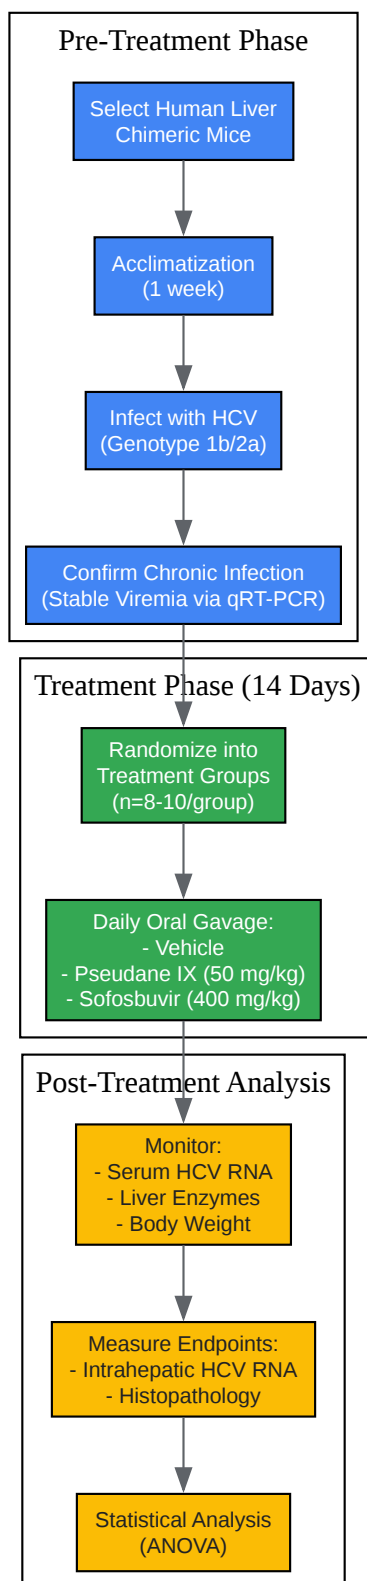 Pre-Treatment Phase
Select Human Liver
Chimeric Mice
Acclimatization
(1 week)
Infect with HCV
(Genotype 1b/2a)
Confirm Chronic Infection
(Stable Viremia via qRT-PCR)
Treatment Phase (14 Days)
Randomize into
Treatment Groups
(n=8-10/group)
Daily Oral Gavage:
- Vehicle
- Pseudane IX (50 mg/kg)
- Sofosbuvir (400 mg/kg)
Post-Treatment Analysis
Monitor:
- Serum HCV RNA
- Liver Enzymes
- Body Weight
Measure Endpoints:
- Intrahepatic HCV RNA
- Histopathology
Statistical Analysis
(ANOVA)